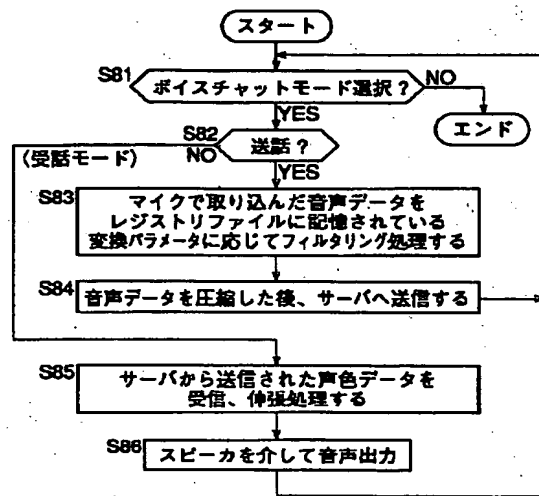 スタート
S81
ボイスチャットモード選択?
NO
YES
エンド
S82
送話?
(受話モード)
NO
YES
S83
マイクで取り込んだ音声データを
レジストリファイルに記憶されている
変換パラメータに応じてフィルタリング処理する
S84
音声データを圧縮した後、サーバへ送信する
S85
サーバから送信された声色データを
受信、伸張処理する
S86
スピーカを介して音声出力